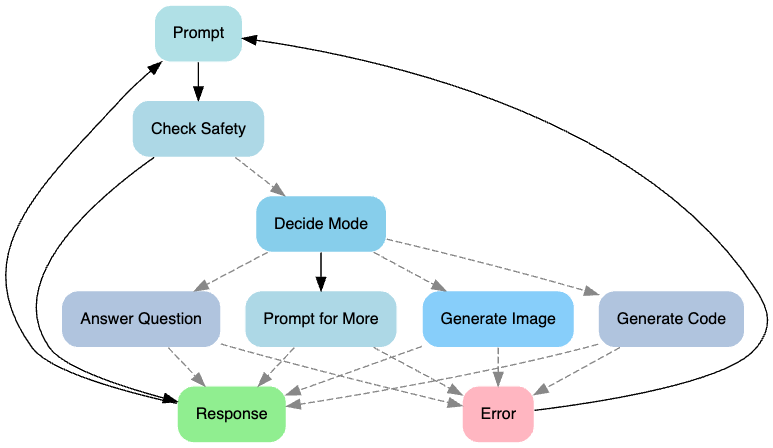 Prompt
Check Safety
Decide Mode
Answer Question
Prompt for More
Generate Image
Generate Code
Response
Error